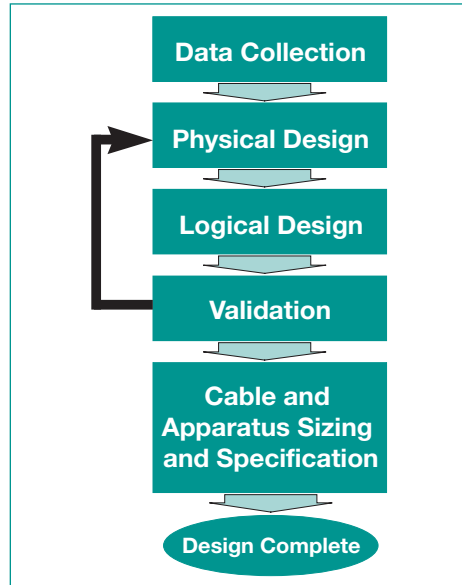 Data Collection
Physical Design
Logical Design
Validation
Cable and
Apparatus Sizing
and Specification
Design Complete